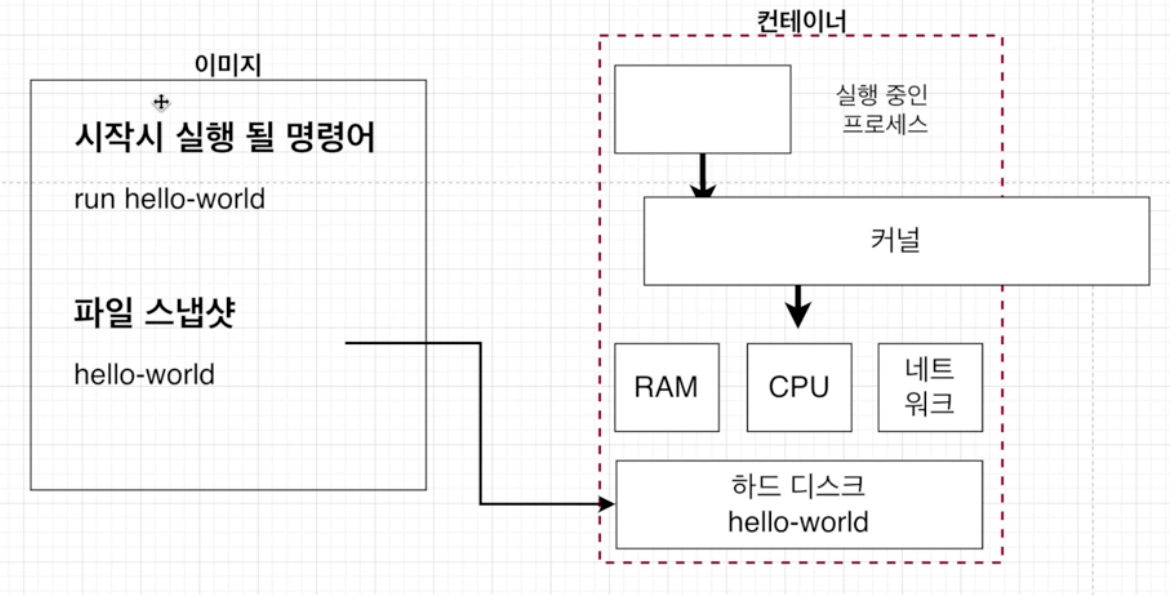 이미지
시작시 실행 될 명령어
run hello-world
파일 스냅샷
hello-world
컨테이너
실행 중인
프로세스
커널
RAM
CPU
네트
워크
하드 디스크
hello-world